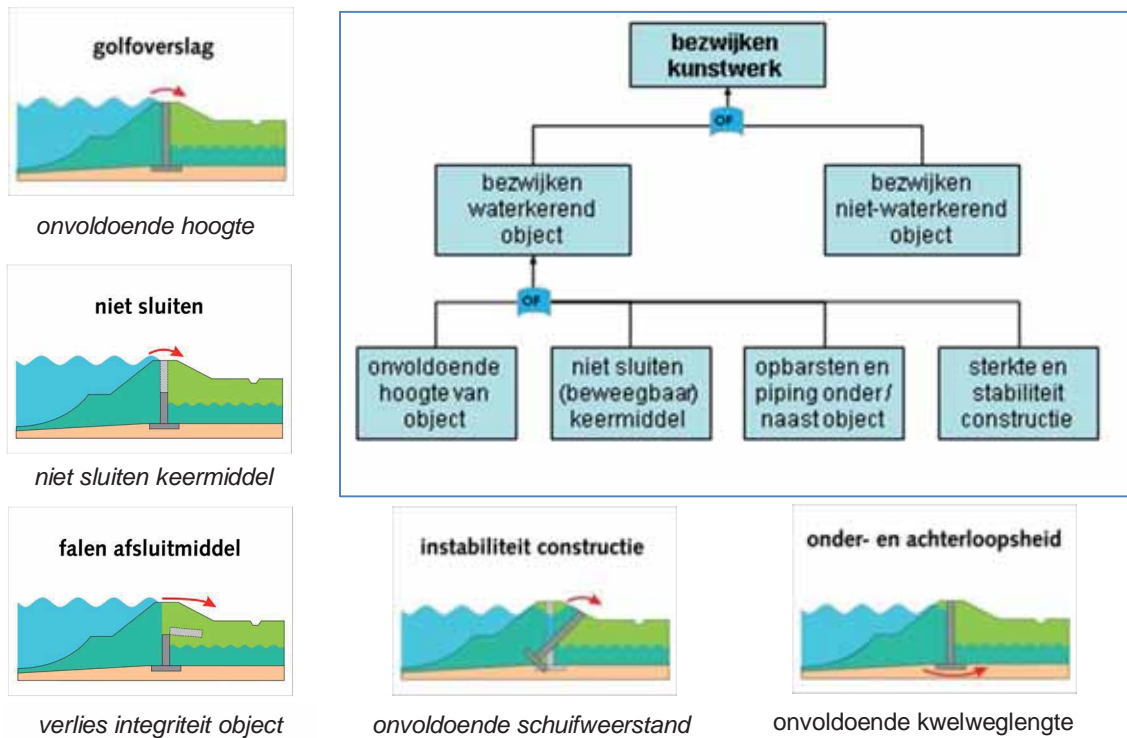 golfoverslag
onvoldoende hoogte
niet sluiten
niet sluiten keermiddel
falen afsluitmiddel
verlies integriteit object
bezwijken
kunstwerk
OF
bezwijken
waterkerend
object
bezwijken
niet-waterkerend
object
OF
onvoldoende
hoogte van
object
niet sluiten
(beweegbaar)
keermiddel
opbarsten en
piping onder/
naast object
sterkte en
stabiliteit
constructie
instabiliteit constructie
onvoldoende schuifweerstand
onder- en achterloopsheid
onvoldoende kwelweglengte